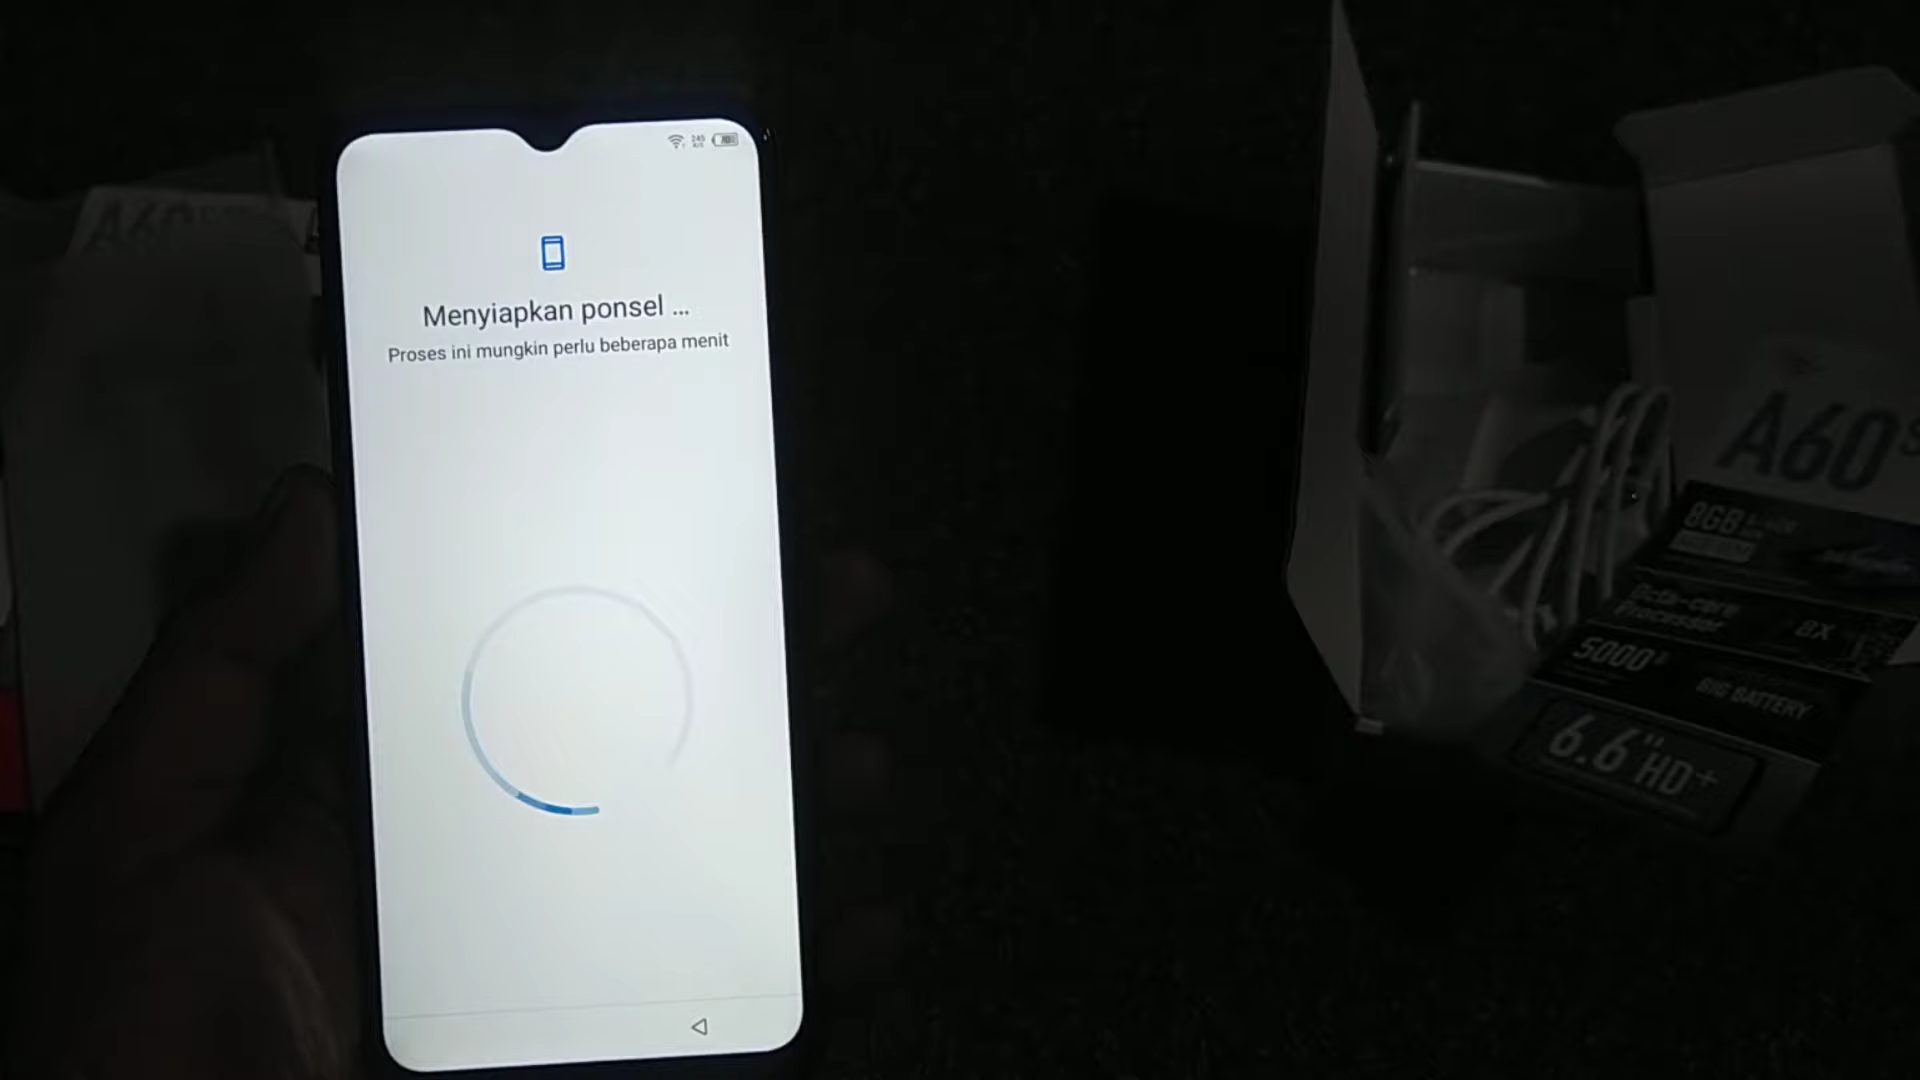 Menyiapkan ponsel ...
Proses ini mungkin perlu beberapa menit
A60
A60s
8GB
Octa-core
Processor
8X
5000
BIG BATTERY
6.6" HD+